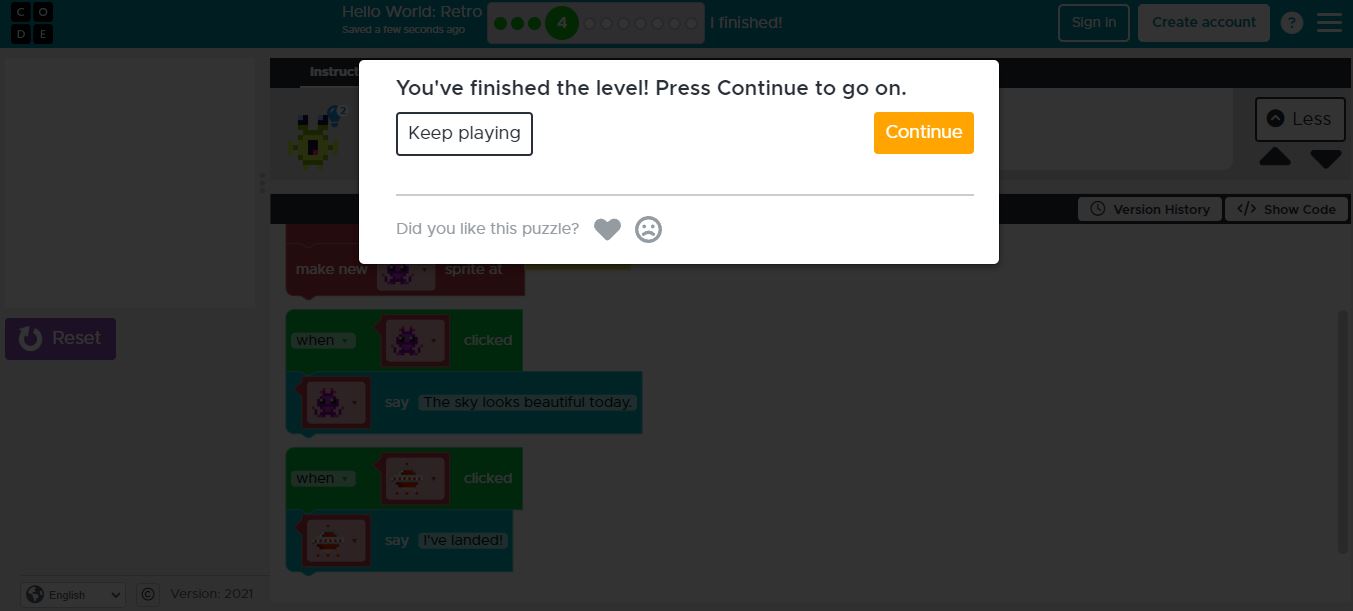 CODE
Hello World: Retro
Saved a few seconds ago
4
I finished!
Sign in
Create account
?
Instruct
2
Less
You've finished the level! Press Continue to go on.
Keep playing
Continue
Did you like this puzzle?
Version History
</> Show Code
make new sprite at
Reset
when clicked
say The sky looks beautiful today.
when clicked
say I've landed!
English
©
Version: 2021